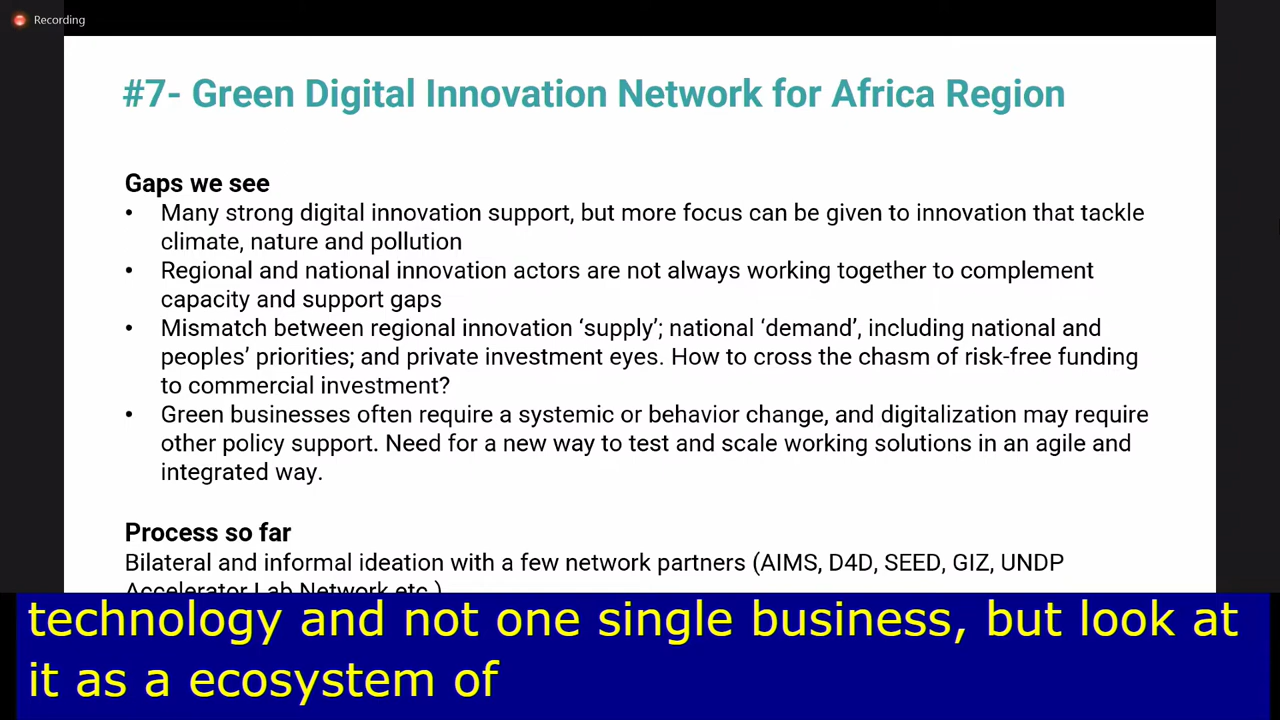 Recording
#7- Green Digital Innovation Network for Africa Region
Gaps we see
• Many strong digital innovation support, but more focus can be given to innovation that tackle
climate, nature and pollution
• Regional and national innovation actors are not always working together to complement
capacity and support gaps
• Mismatch between regional innovation ‘supply’; national ‘demand’, including national and
peoples’ priorities; and private investment eyes. How to cross the chasm of risk-free funding
to commercial investment?
• Green businesses often require a systemic or behavior change, and digitalization may require
other policy support. Need for a new way to test and scale working solutions in an agile and
integrated way.
Process so far
Bilateral and informal ideation with a few network partners (AIMS, D4D, SEED, GIZ, UNDP
Accelerator Lab Network etc.)
technology and not one single business, but look at
it as a ecosystem of